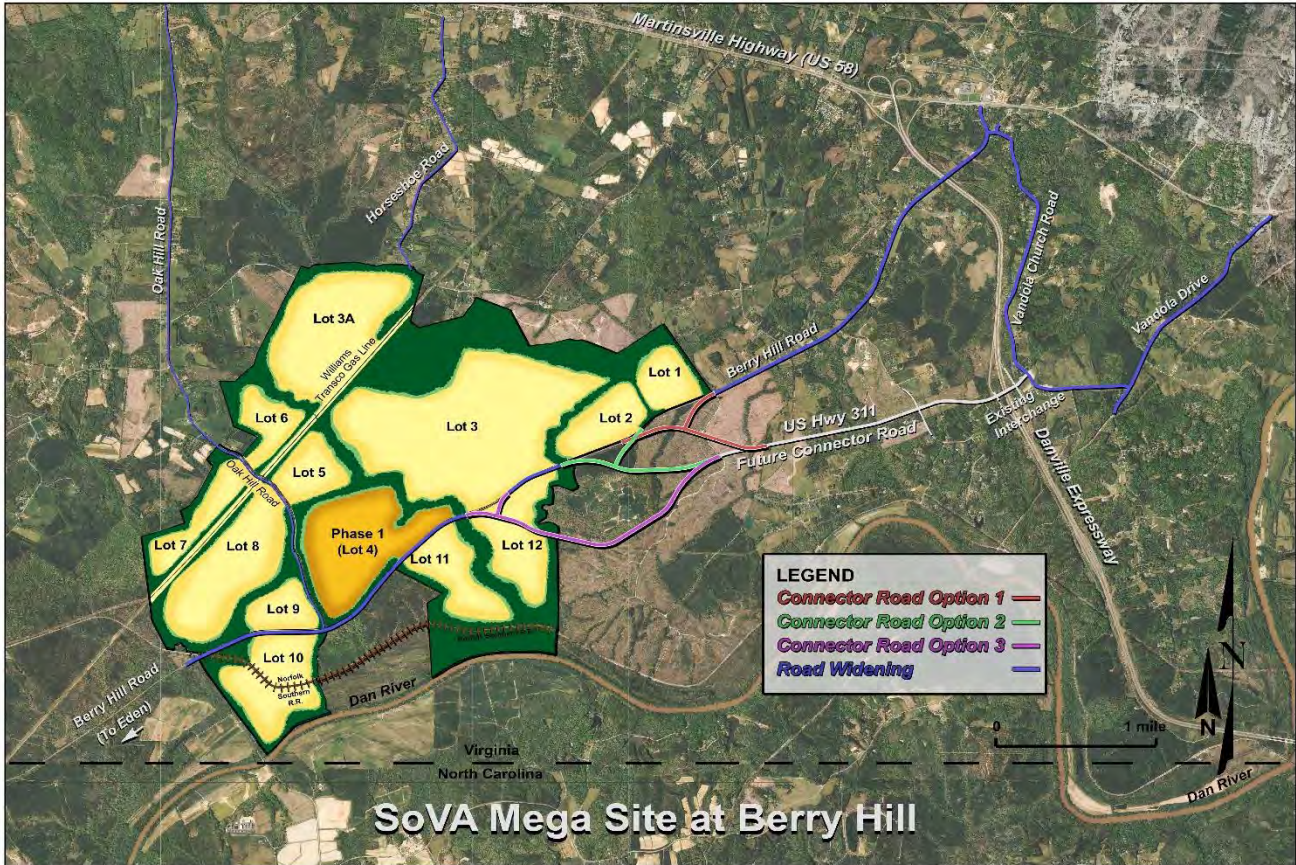 Martinsville Highway (US 58)
Oak Hill Road
Horseshoe Road
Vandola Church Road
Vandola Drive
Lot 3A
Williams
Transco Gas Line
Berry Hill Road
Lot 1
Lot 6
Lot 2
Lot 3
US Hwy 311
Future Connector Road
Existing
Interchange
Danville Expressway
Lot 5
Oak Hill Road
Phase 1
(Lot 4)
Lot 7
Lot 8
Lot 11
Lot 12
Lot 9
LEGEND
Connector Road Option 1
Connector Road Option 2
Connector Road Option 3
Road Widening
Lot 10
Norfolk
Southern
R.R.
Dan River
Berry Hill Road
(To Eden)
N
N
0 1 mile
Virginia
North Carolina
Dan River
SoVA Mega Site at Berry Hill